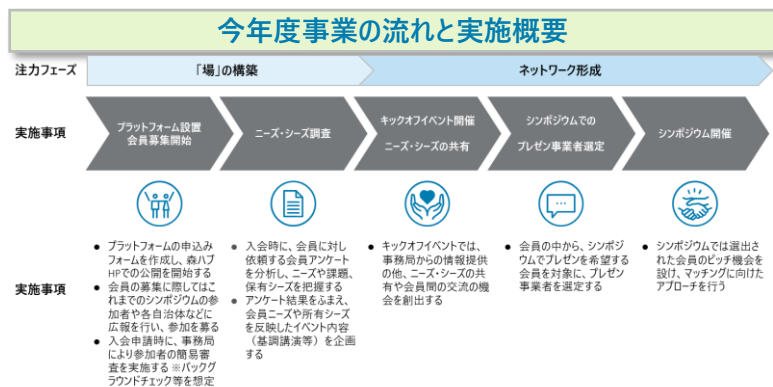 今年度事業の流れと実施概要
注力フェーズ
「場」の構築
ネットワーク形成
実施事項
プラットフォーム設置
会員募集開始
ニーズ・シーズ調査
キックオフイベント開催
ニーズ・シーズの共有
シンポジウムでの
プレゼン事業者選定
シンポジウム開催
実施事項
● プラットフォームの申込み
フォームを作成し、森ハブ
HPでの公開を開始する
● 会員の募集に際してはこ
れまでのシンポジウムの参
加者や各自治体などに
広報を行い、参加を募る
● 入会申請時に、事務局
により参加者の簡易審
査を実施する ※バックグ
ラウンドチェック等を想定
● 入会時に、会員に対し
依頼する会員アンケート
を分析し、ニーズや課題、
保有シーズを把握する
● アンケート結果をふまえ、
会員ニーズや所有シーズ
を反映したイベント内容
（基調講演等）を企画
する
● キックオフイベントでは、
事務局からの情報提供
の他、ニーズ・シーズの共
有や会員間の交流の機
会を創出する
● 会員の中から、シンポジ
ウムでプレゼンを希望する
会員を対象に、プレゼン
事業者を選定する
● シンポジウムでは選出さ
れた会員のピッチ機会を
設け、マッチングに向けた
アプローチを行う